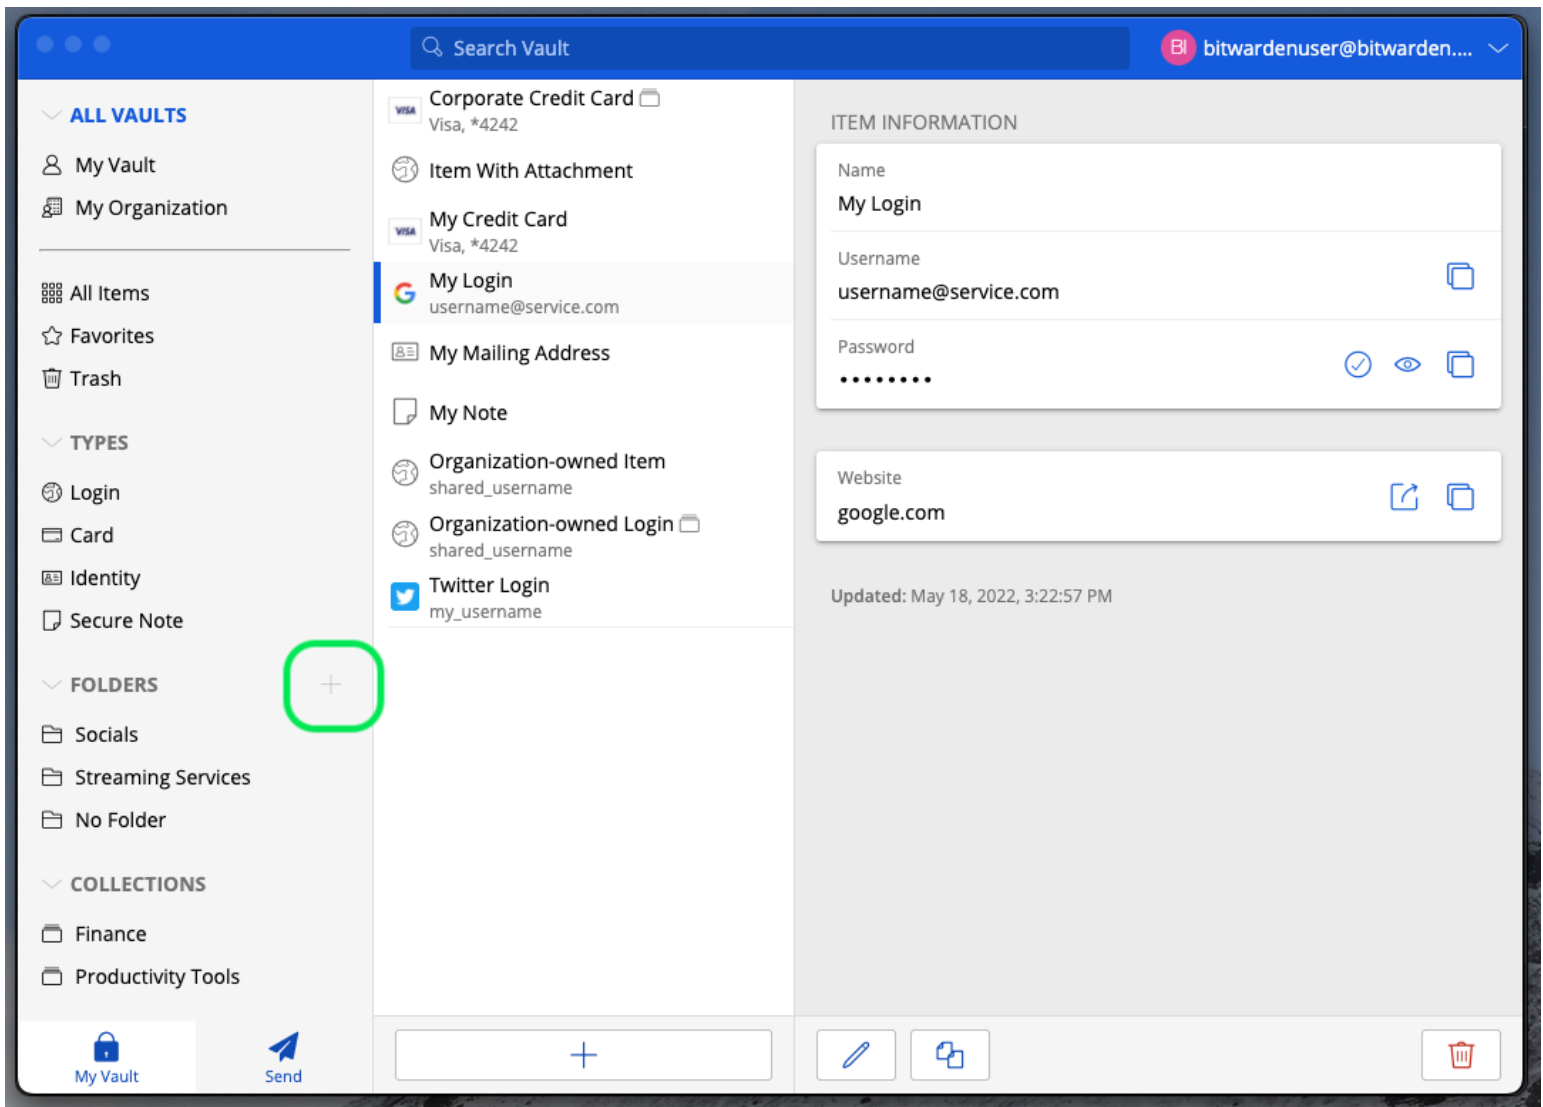 Search Vault
BI bitwardenuser@bitwarden....
ALL VAULTS
My Vault
My Organization
All Items
Favorites
Trash
TYPES
Login
Card
Identity
Secure Note
FOLDERS
Socials
Streaming Services
No Folder
COLLECTIONS
Finance
Productivity Tools
My Vault
Send
VISA
Corporate Credit Card
Visa, *4242
Item With Attachment
VISA
My Credit Card
Visa, *4242
My Login
username@service.com
My Mailing Address
My Note
Organization-owned Item
shared_username
Organization-owned Login
shared_username
Twitter Login
my_username
ITEM INFORMATION
Name
My Login
Username
username@service.com
Password
••••••••
Website
google.com
Updated: May 18, 2022, 3:22:57 PM